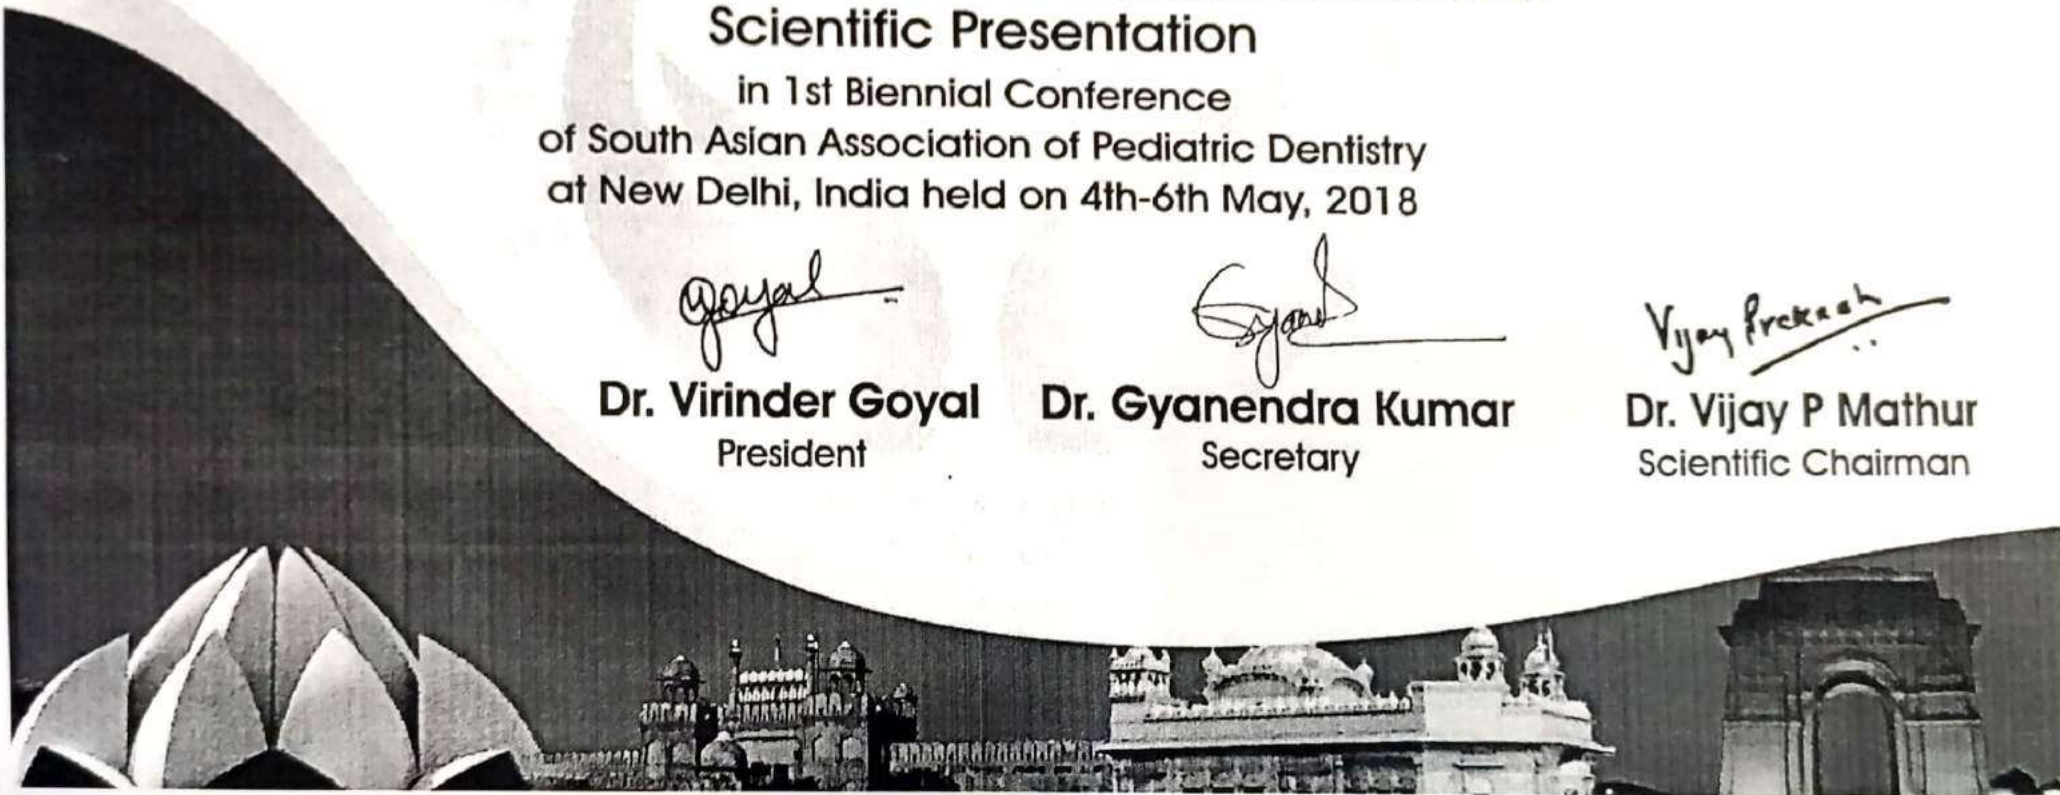 Scientific Presentation
in 1st Biennial Conference
of South Asian Association of Pediatric Dentistry
at New Delhi, India held on 4th-6th May, 2018
Goyal
Gyand
Vijay Prakash
Dr. Virinder Goyal
President
Dr. Gyanendra Kumar
Secretary
Dr. Vijay P Mathur
Scientific Chairman